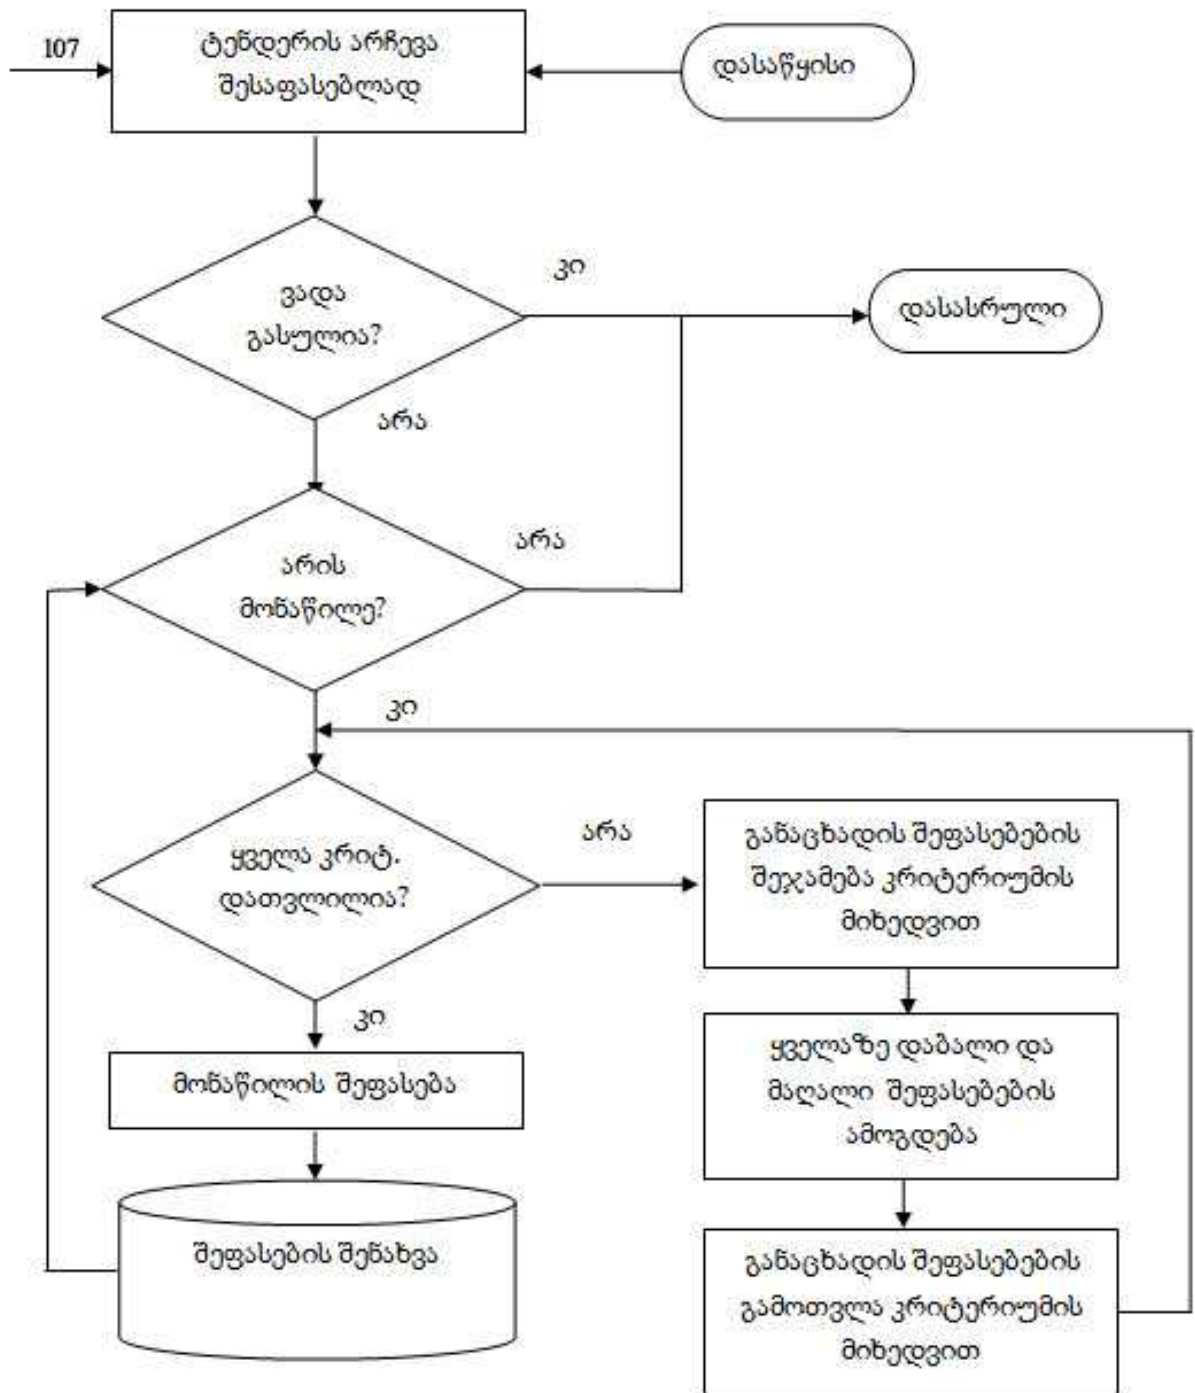 107
ტენდერის არჩევა
შესაფასებლად
დასაწყისი
ვადა
გასულია?
კი
დასასრული
არა
არის
მონაწილე?
არა
კი
ყველა კრიტ.
დათვლილია?
არა
განაცხადის შეფასებების
შეჯამება კრიტერიუმის
მიხედვით
კი
ყველაზე დაბალი და
მაღალი შეფასებების
ამოგდება
მონაწილის შეფასება
შეფასების შენახვა
განაცხადის შეფასებების
გამოთვლა კრიტერიუმის
მიხედვით